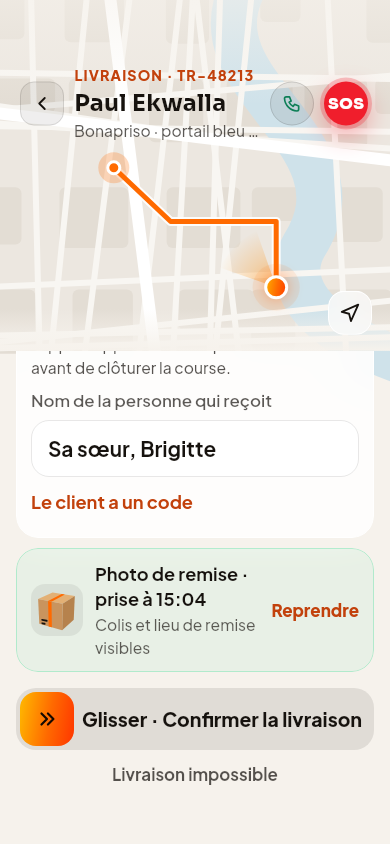 LIVRAISON · TR-48213
Paul Ekwalla
SOS
Bonapriso · portail bleu …
avant de clôturer la course.
Nom de la personne qui reçoit
Sa sœur, Brigitte
Le client a un code
Photo de remise ·
prise à 15:04
Colis et lieu de remise
visibles
Reprendre
Glisser · Confirmer la livraison
Livraison impossible